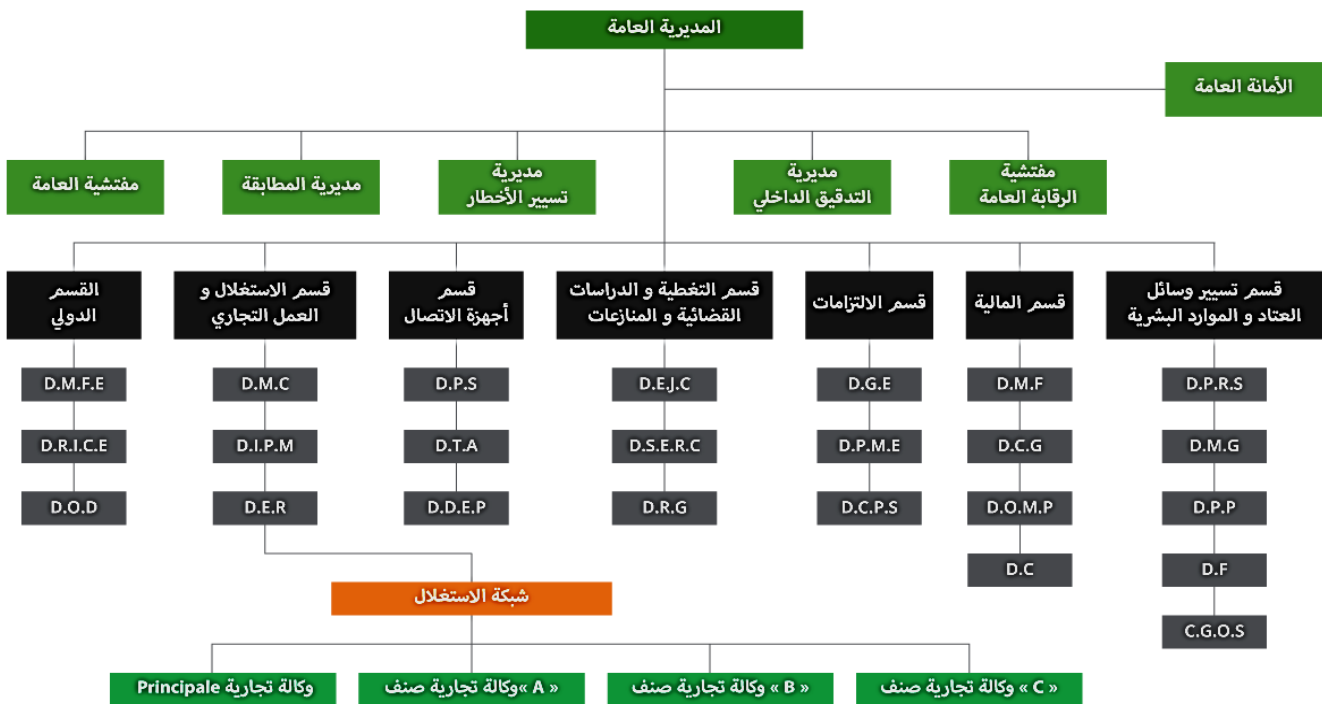 المديرية العامة
الأمانة العامة
مفتشية
الرقابة العامة
مديرية
التدقيق الداخلي
مديرية
تسيير الأخطار
مديرية المطابقة
مفتشية العامة
قسم تسيير وسائل
العتاد و الموارد البشرية
قسم المالية
قسم الالتزامات
قسم التغطية و الدراسات
القضائية و المنازعات
قسم
أجهزة الاتصال
قسم الاستغلال و
العمل التجاري
القسم
الدولي
D.P.R.S
D.M.F
D.G.E
D.E.J.C
D.P.S
D.M.C
D.M.F.E
D.M.G
D.C.G
D.P.M.E
D.S.E.R.C
D.T.A
D.I.P.M
D.R.I.C.E
D.P.P
D.O.M.P
D.C.P.S
D.R.G
D.D.E.P
D.E.R
D.O.D
D.F
D.C
C.G.O.S
شبكة الاستغلال
وكالة تجارية صنف « C »
وكالة تجارية صنف « B »
وكالة تجارية صنف« A »
وكالة تجارية Principale